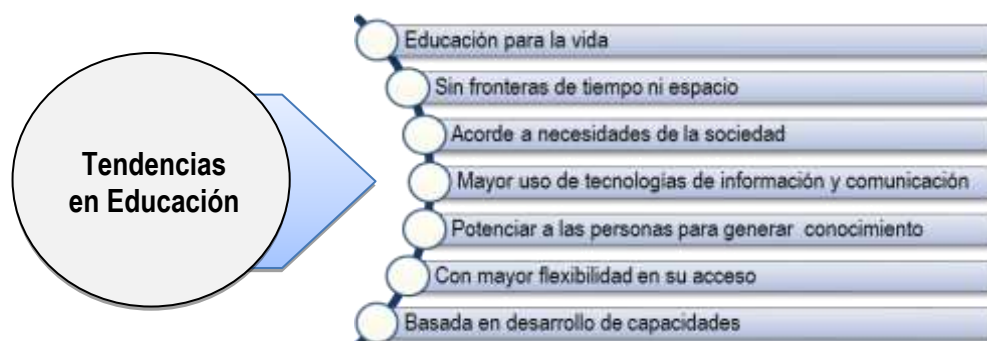 Tendencias
en Educación
Educación para la vida
Sin fronteras de tiempo ni espacio
Acorde a necesidades de la sociedad
Mayor uso de tecnologías de información y comunicación
Potenciar a las personas para generar conocimiento
Con mayor flexibilidad en su acceso
Basada en desarrollo de capacidades